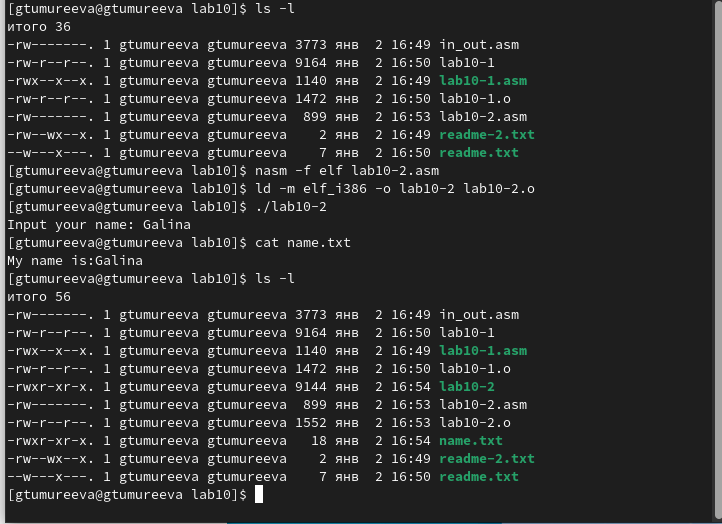 [gtumureeva@gtumureeva lab10]$ ls -l
итого 36
-rw-------. 1 gtumureeva gtumureeva 3773 янв  2 16:49 in_out.asm
-rw-r--r--. 1 gtumureeva gtumureeva 9164 янв  2 16:50 lab10-1
-rwx--x--x. 1 gtumureeva gtumureeva 1140 янв  2 16:49 lab10-1.asm
-rw-r--r--. 1 gtumureeva gtumureeva 1472 янв  2 16:50 lab10-1.o
-rw-------. 1 gtumureeva gtumureeva  899 янв  2 16:53 lab10-2.asm
-rw--wx--x. 1 gtumureeva gtumureeva    2 янв  2 16:49 readme-2.txt
--w---x---. 1 gtumureeva gtumureeva    7 янв  2 16:50 readme.txt
[gtumureeva@gtumureeva lab10]$ nasm -f elf lab10-2.asm
[gtumureeva@gtumureeva lab10]$ ld -m elf_i386 -o lab10-2 lab10-2.o
[gtumureeva@gtumureeva lab10]$ ./lab10-2
Input your name: Galina
[gtumureeva@gtumureeva lab10]$ cat name.txt
My name is:Galina
[gtumureeva@gtumureeva lab10]$ ls -l
итого 56
-rw-------. 1 gtumureeva gtumureeva 3773 янв  2 16:49 in_out.asm
-rw-r--r--. 1 gtumureeva gtumureeva 9164 янв  2 16:50 lab10-1
-rwx--x--x. 1 gtumureeva gtumureeva 1140 янв  2 16:49 lab10-1.asm
-rw-r--r--. 1 gtumureeva gtumureeva 1472 янв  2 16:50 lab10-1.o
-rwxr-xr-x. 1 gtumureeva gtumureeva 9144 янв  2 16:54 lab10-2
-rw-------. 1 gtumureeva gtumureeva  899 янв  2 16:53 lab10-2.asm
-rw-r--r--. 1 gtumureeva gtumureeva 1552 янв  2 16:53 lab10-2.o
-rwxr-xr-x. 1 gtumureeva gtumureeva   18 янв  2 16:54 name.txt
-rw--wx--x. 1 gtumureeva gtumureeva    2 янв  2 16:49 readme-2.txt
--w---x---. 1 gtumureeva gtumureeva    7 янв  2 16:50 readme.txt
[gtumureeva@gtumureeva lab10]$